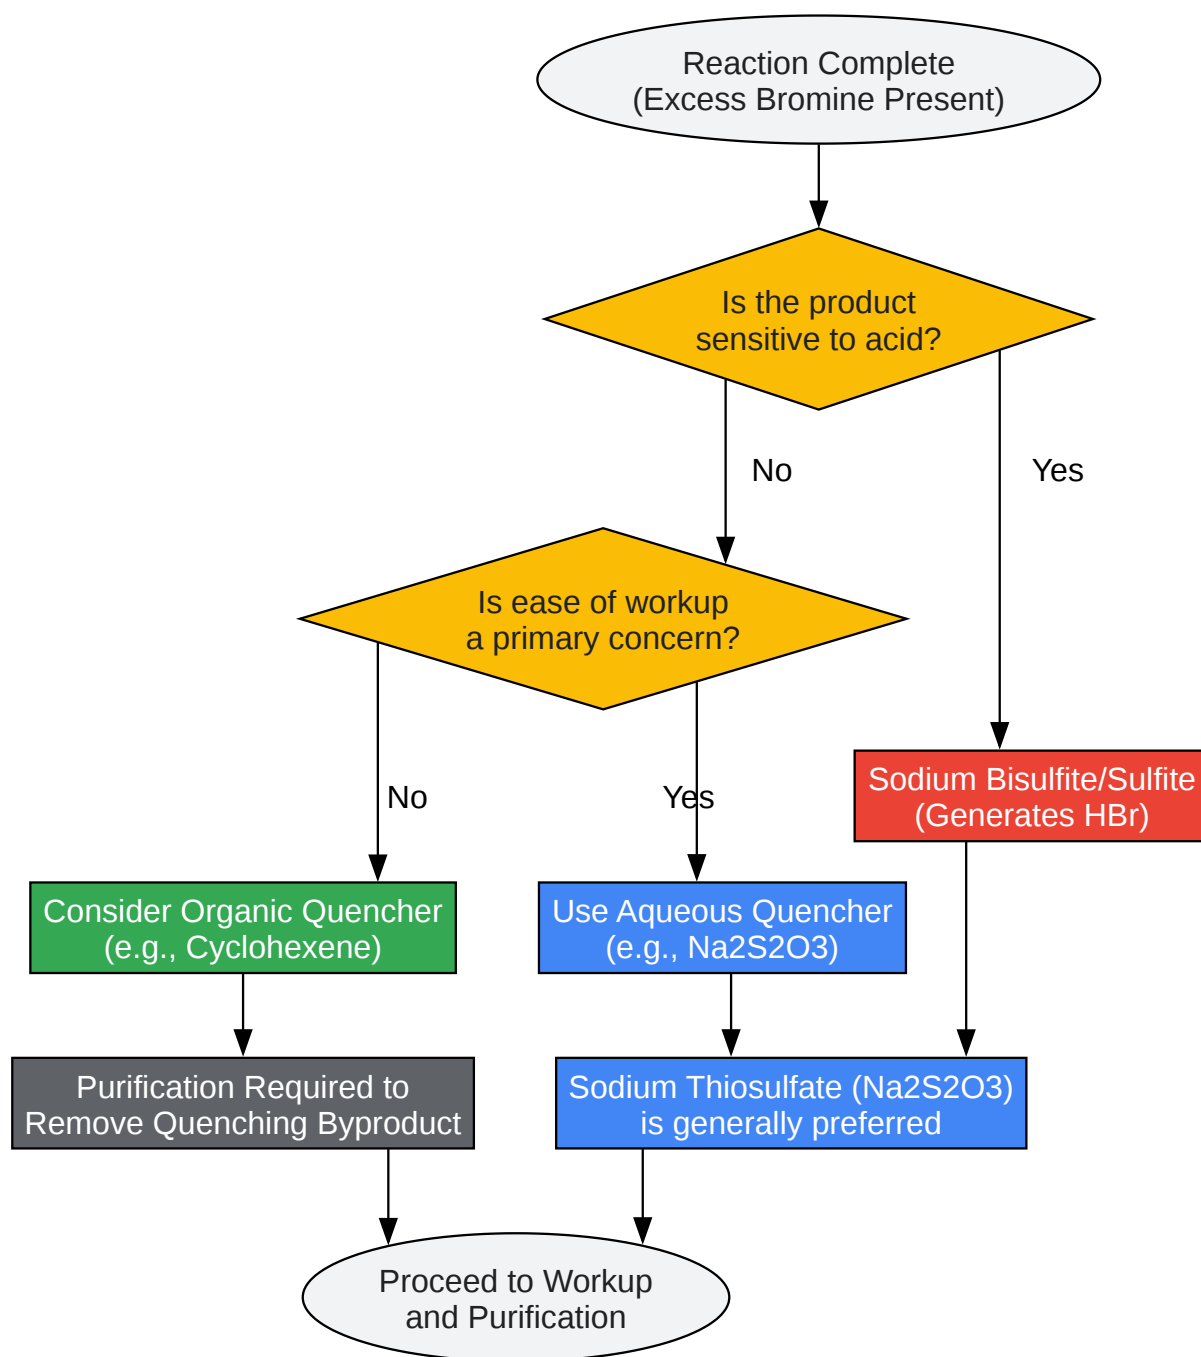 Reaction Complete
(Excess Bromine Present)
Is the product
sensitive to acid?
No
Yes
Is ease of workup
a primary concern?
No
Yes
Sodium Bisulfite/Sulfite
(Generates HBr)
Consider Organic Quencher
(e.g., Cyclohexene)
Use Aqueous Quencher
(e.g., Na2S2O3)
Purification Required to
Remove Quenching Byproduct
Sodium Thiosulfate (Na2S2O3)
is generally preferred
Proceed to Workup
and Purification